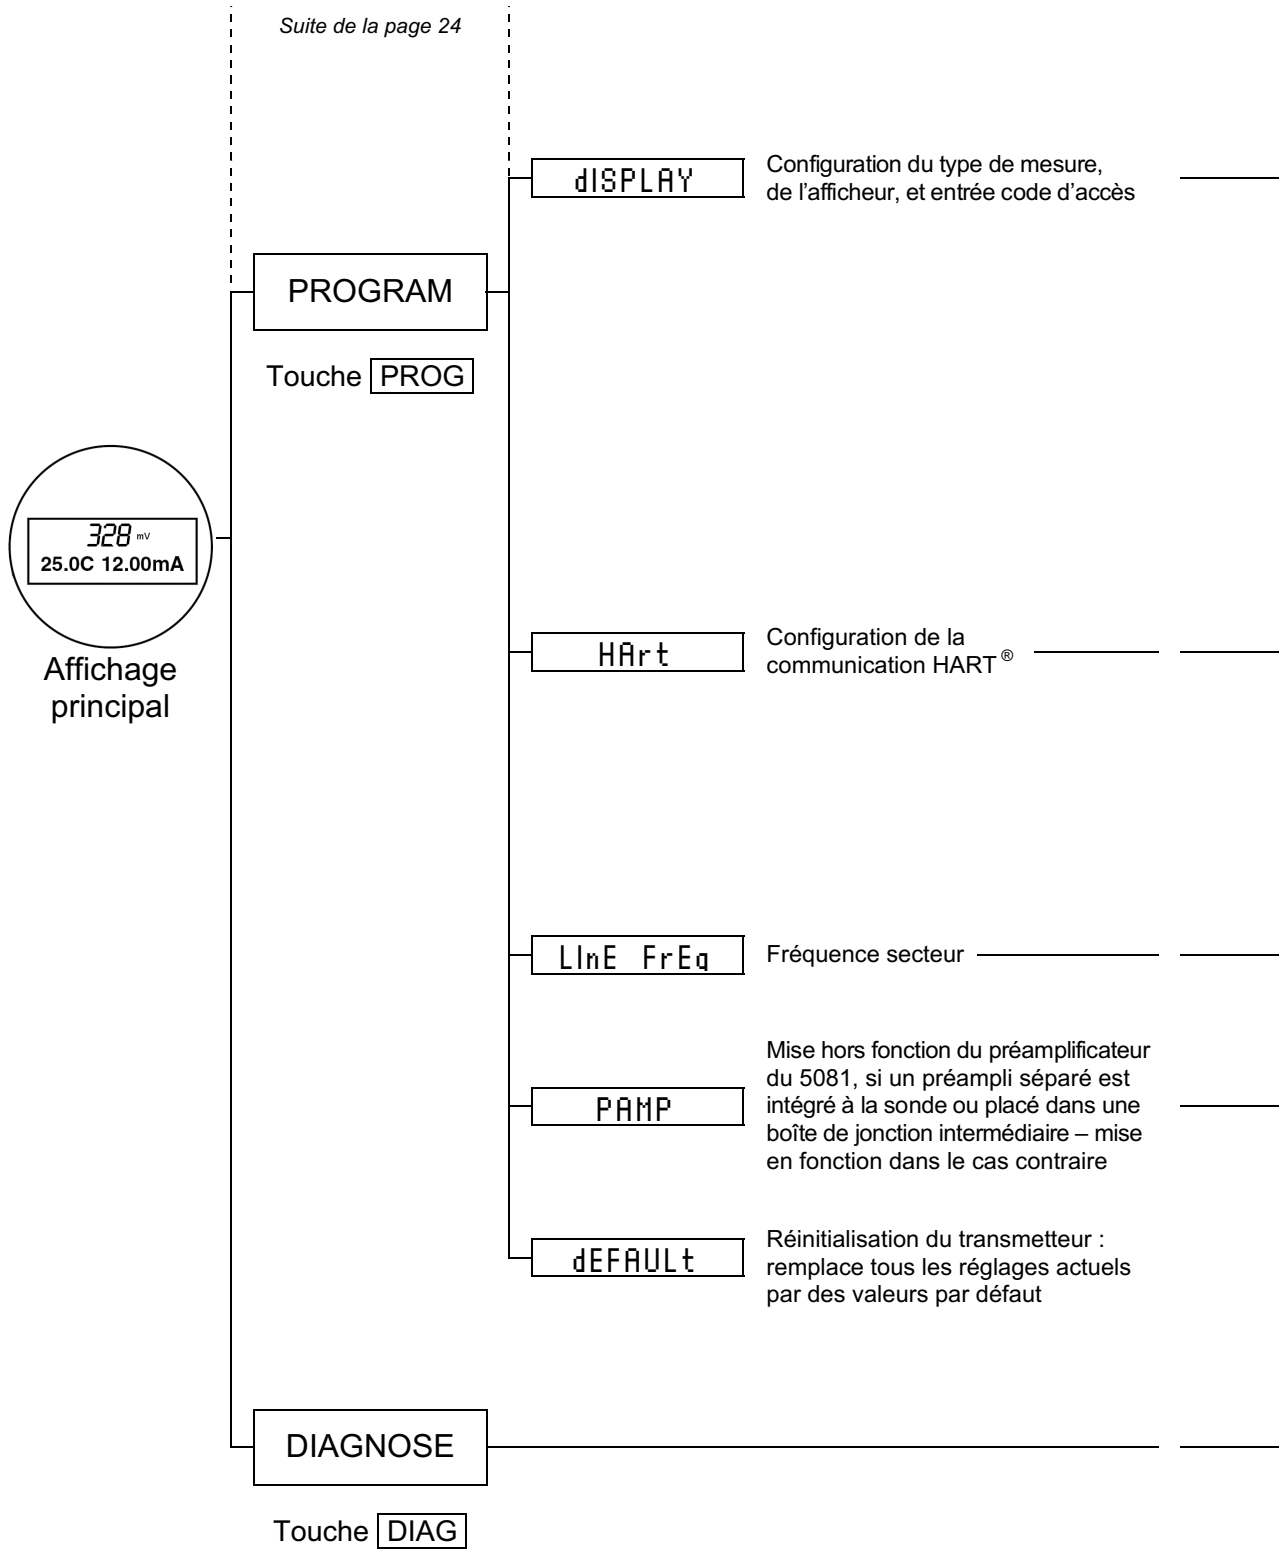 Suite de la page 24
dISPLAY
Configuration du type de mesure,
de l'afficheur, et entrée code d'accès
PROGRAM
Touche PROG
328 mV
25.0C 12.00mA
Affichage
principal
HArt
Configuration de la
communication HART ®
LInE FrEq
Fréquence secteur
PAMP
Mise hors fonction du préamplificateur
du 5081, si un préampli séparé est
intégré à la sonde ou placé dans une
boîte de jonction intermédiaire – mise
en fonction dans le cas contraire
dEFAULt
Réinitialisation du transmetteur :
remplace tous les réglages actuels
par des valeurs par défaut
DIAGNOSE
Touche DIAG